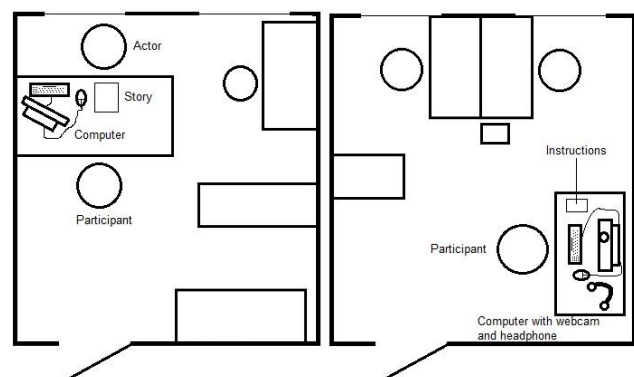 Actor
Story
Computer
Participant
Instructions
Participant
Computer with webcam
and headphone